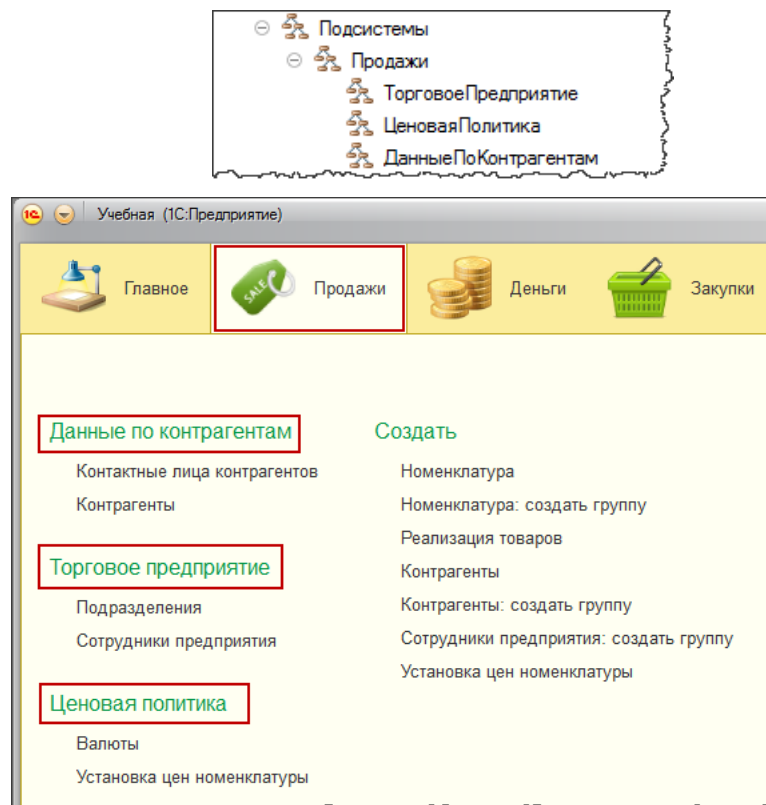 Подсистемы
Продажи
ТорговоеПредприятие
ЦеноваяПолитика
ДанныеПоКонтрагентам
1С Учебная (1С:Предприятие)
Главное
SALE
Продажи
Деньги
Закупки
Данные по контрагентам
Контактные лица контрагентов
Контрагенты
Торговое предприятие
Подразделения
Сотрудники предприятия
Ценовая политика
Валюты
Установка цен номенклатуры
Создать
Номенклатура
Номенклатура: создать группу
Реализация товаров
Контрагенты
Контрагенты: создать группу
Сотрудники предприятия: создать группу
Установка цен номенклатуры